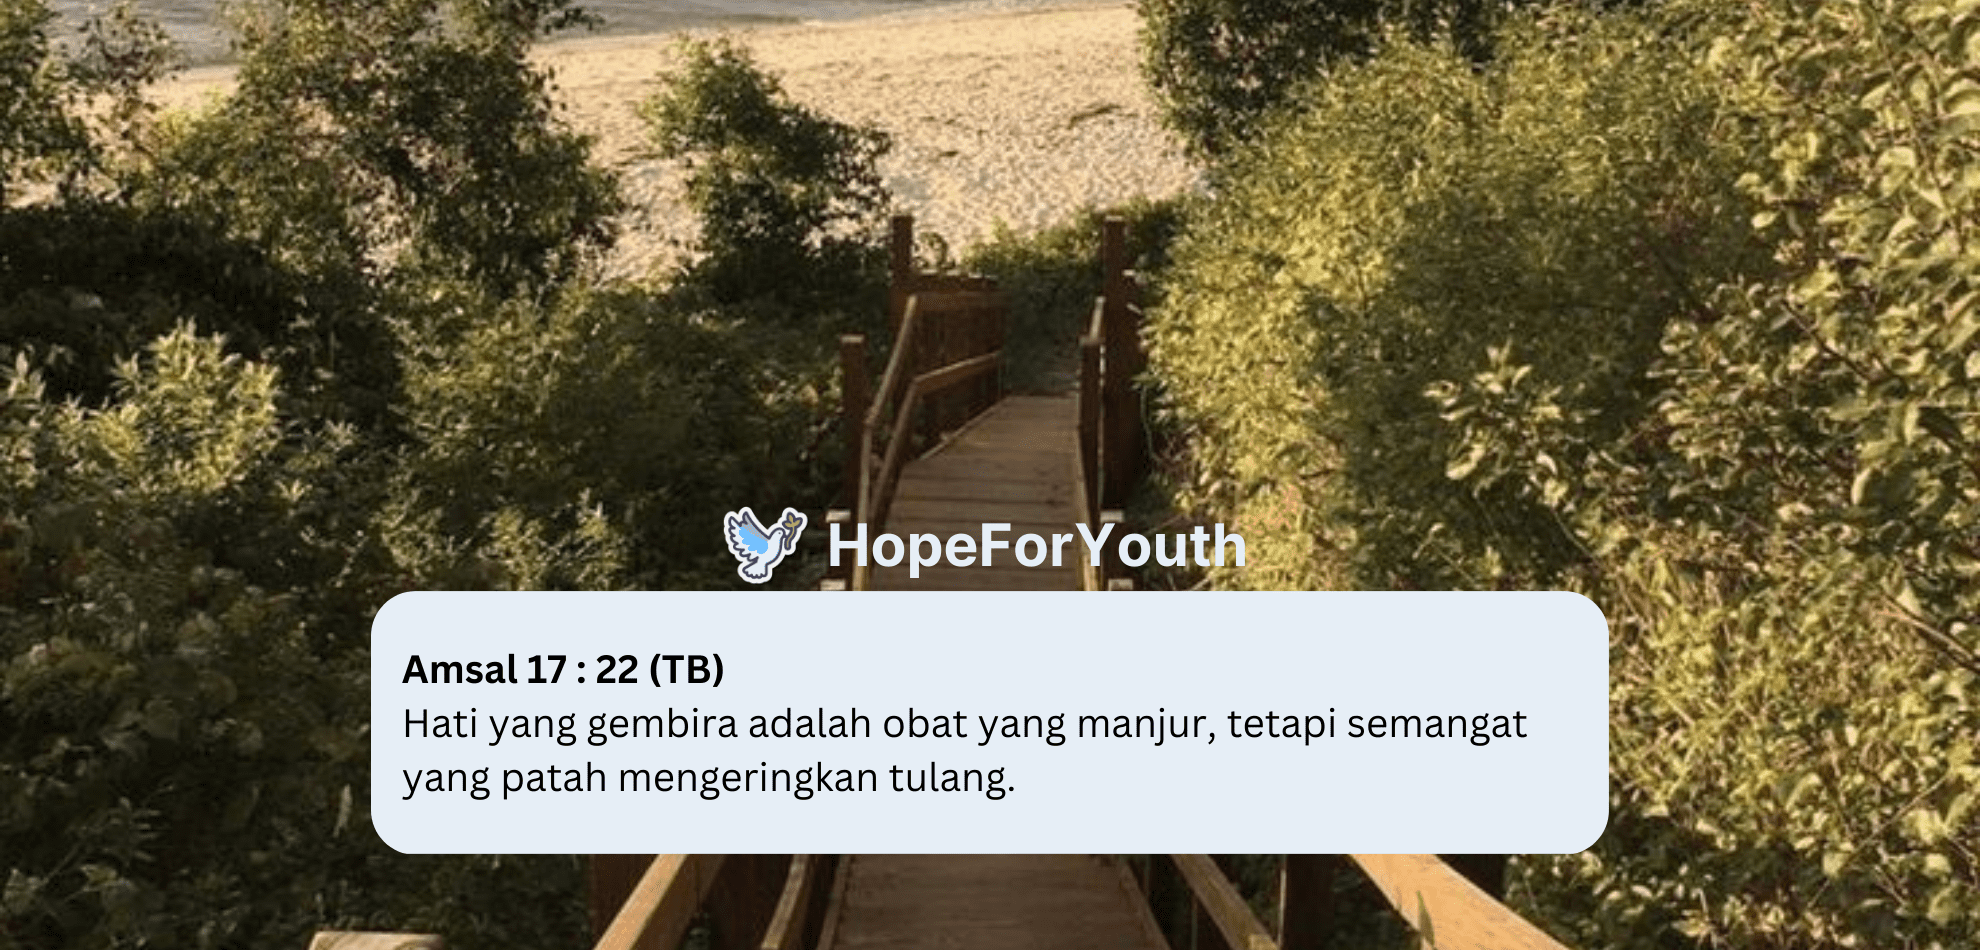 HopeForYouth
Amsal 17 : 22 (TB)
Hati yang gembira adalah obat yang manjur, tetapi semangat
yang patah mengeringkan tulang.